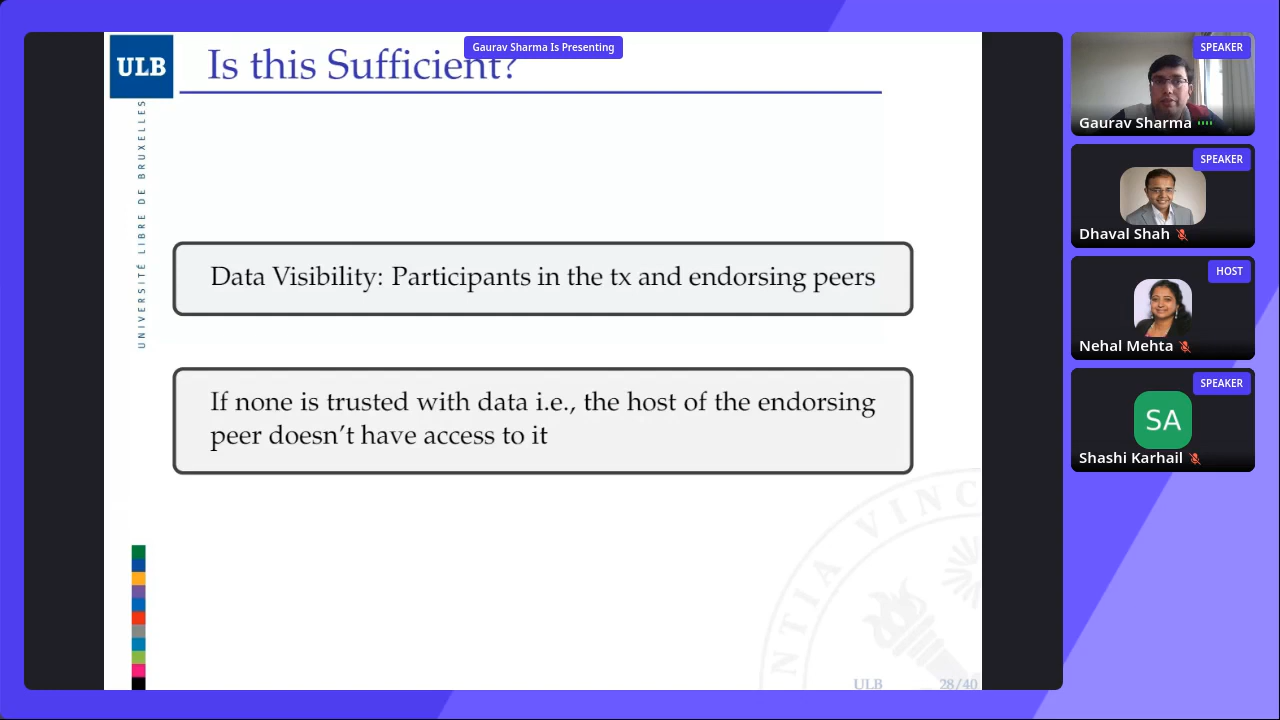 Gaurav Sharma Is Presenting
ULB
Is this Sufficient?
UNIVERSITÉ LIBRE DE BRUXELLES
Data Visibility: Participants in the tx and endorsing peers
If none is trusted with data i.e., the host of the endorsing
peer doesn't have access to it
NTIA VINC
ULB 28/40
SPEAKER
Gaurav Sharma
SPEAKER
Dhaval Shah
HOST
Nehal Mehta
SPEAKER
SA
Shashi Karhail